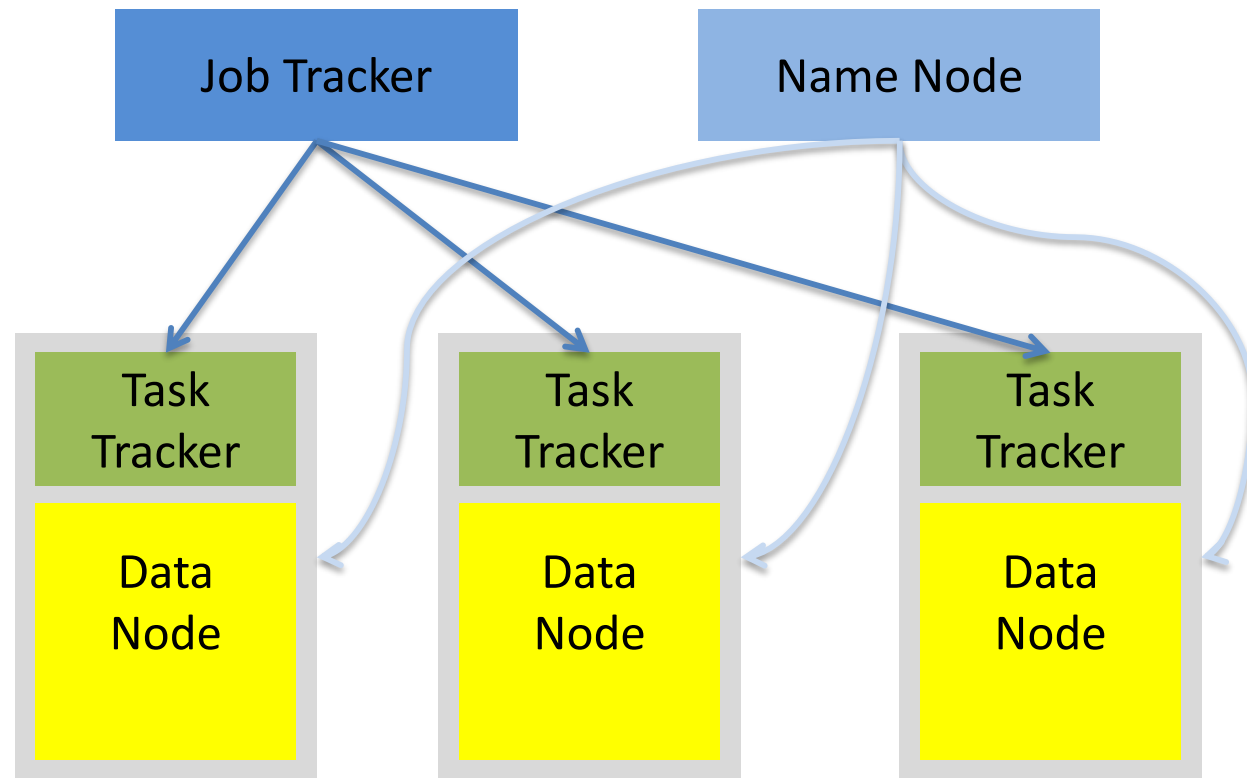 Job Tracker
Name Node
Task
Tracker
Task
Tracker
Task
Tracker
Data
Node
Data
Node
Data
Node